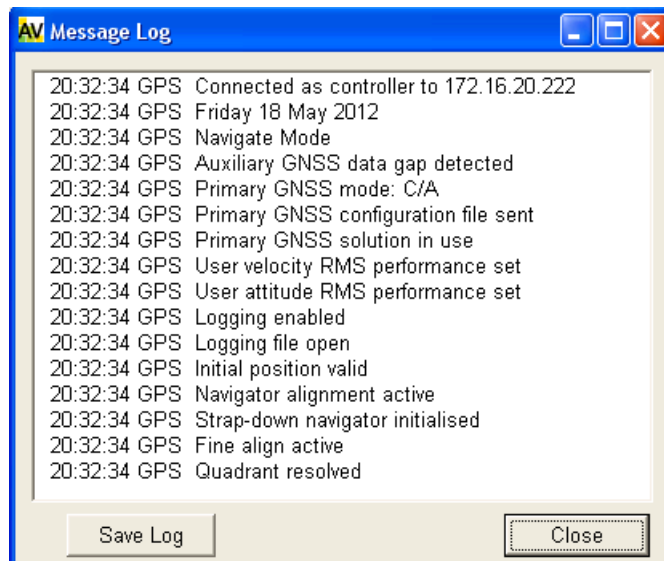 AV Message Log
20:32:34 GPS Connected as controller to 172.16.20.222
20:32:34 GPS Friday 18 May 2012
20:32:34 GPS Navigate Mode
20:32:34 GPS Auxiliary GNSS data gap detected
20:32:34 GPS Primary GNSS mode: C/A
20:32:34 GPS Primary GNSS configuration file sent
20:32:34 GPS Primary GNSS solution in use
20:32:34 GPS User velocity RMS performance set
20:32:34 GPS User attitude RMS performance set
20:32:34 GPS Logging enabled
20:32:34 GPS Logging file open
20:32:34 GPS Initial position valid
20:32:34 GPS Navigator alignment active
20:32:34 GPS Strap-down navigator initialised
20:32:34 GPS Fine align active
20:32:34 GPS Quadrant resolved
Save Log Close